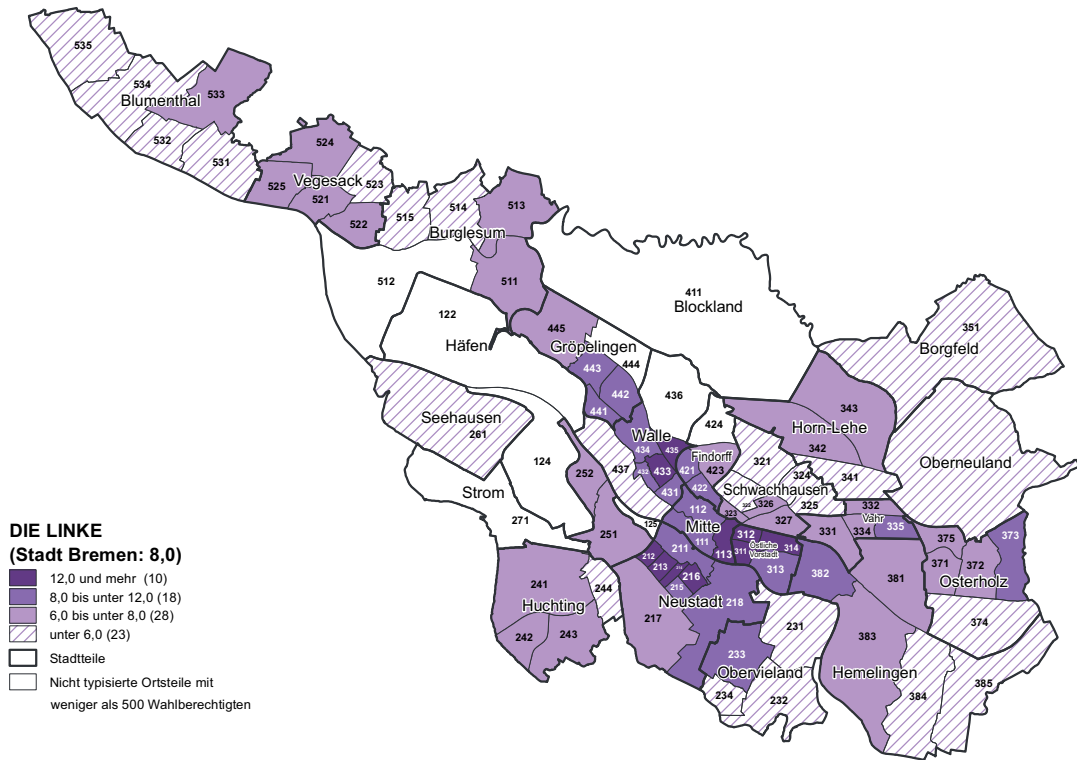 535
534
Blumenthal
533
532
531
524
Vegesack
523
525
521
522
515
514
513
Burglesum
511
512
122
Häfen
411
Blockland
351
Borgfeld
445
Gröpelingen
444
443
442
441
436
424
343
Horn-Lehe
342
341
Seehausen
261
124
Strom
271
252
251
437
Walle
434
435
432
433
431
Findorff
421
423
422
321
324
Schwachhausen
322
326
325
323
327
Oberneuland
332
Vahr
335
331
334
125
112
Mitte
111
113
312
Östliche
Vorstadt
311
314
313
382
381
375
373
371
372
Osterholz
374
211
212
213
216
215
Neustadt
218
217
241
244
Huchting
242
243
231
233
Obervieland
234
232
383
Hemelingen
384
385
DIE LINKE
(Stadt Bremen: 8,0)
12,0 und mehr (10)
8,0 bis unter 12,0 (18)
6,0 bis unter 8,0 (28)
unter 6,0 (23)
Stadtteile
Nicht typisierte Ortsteile mit
weniger als 500 Wahlberechtigten